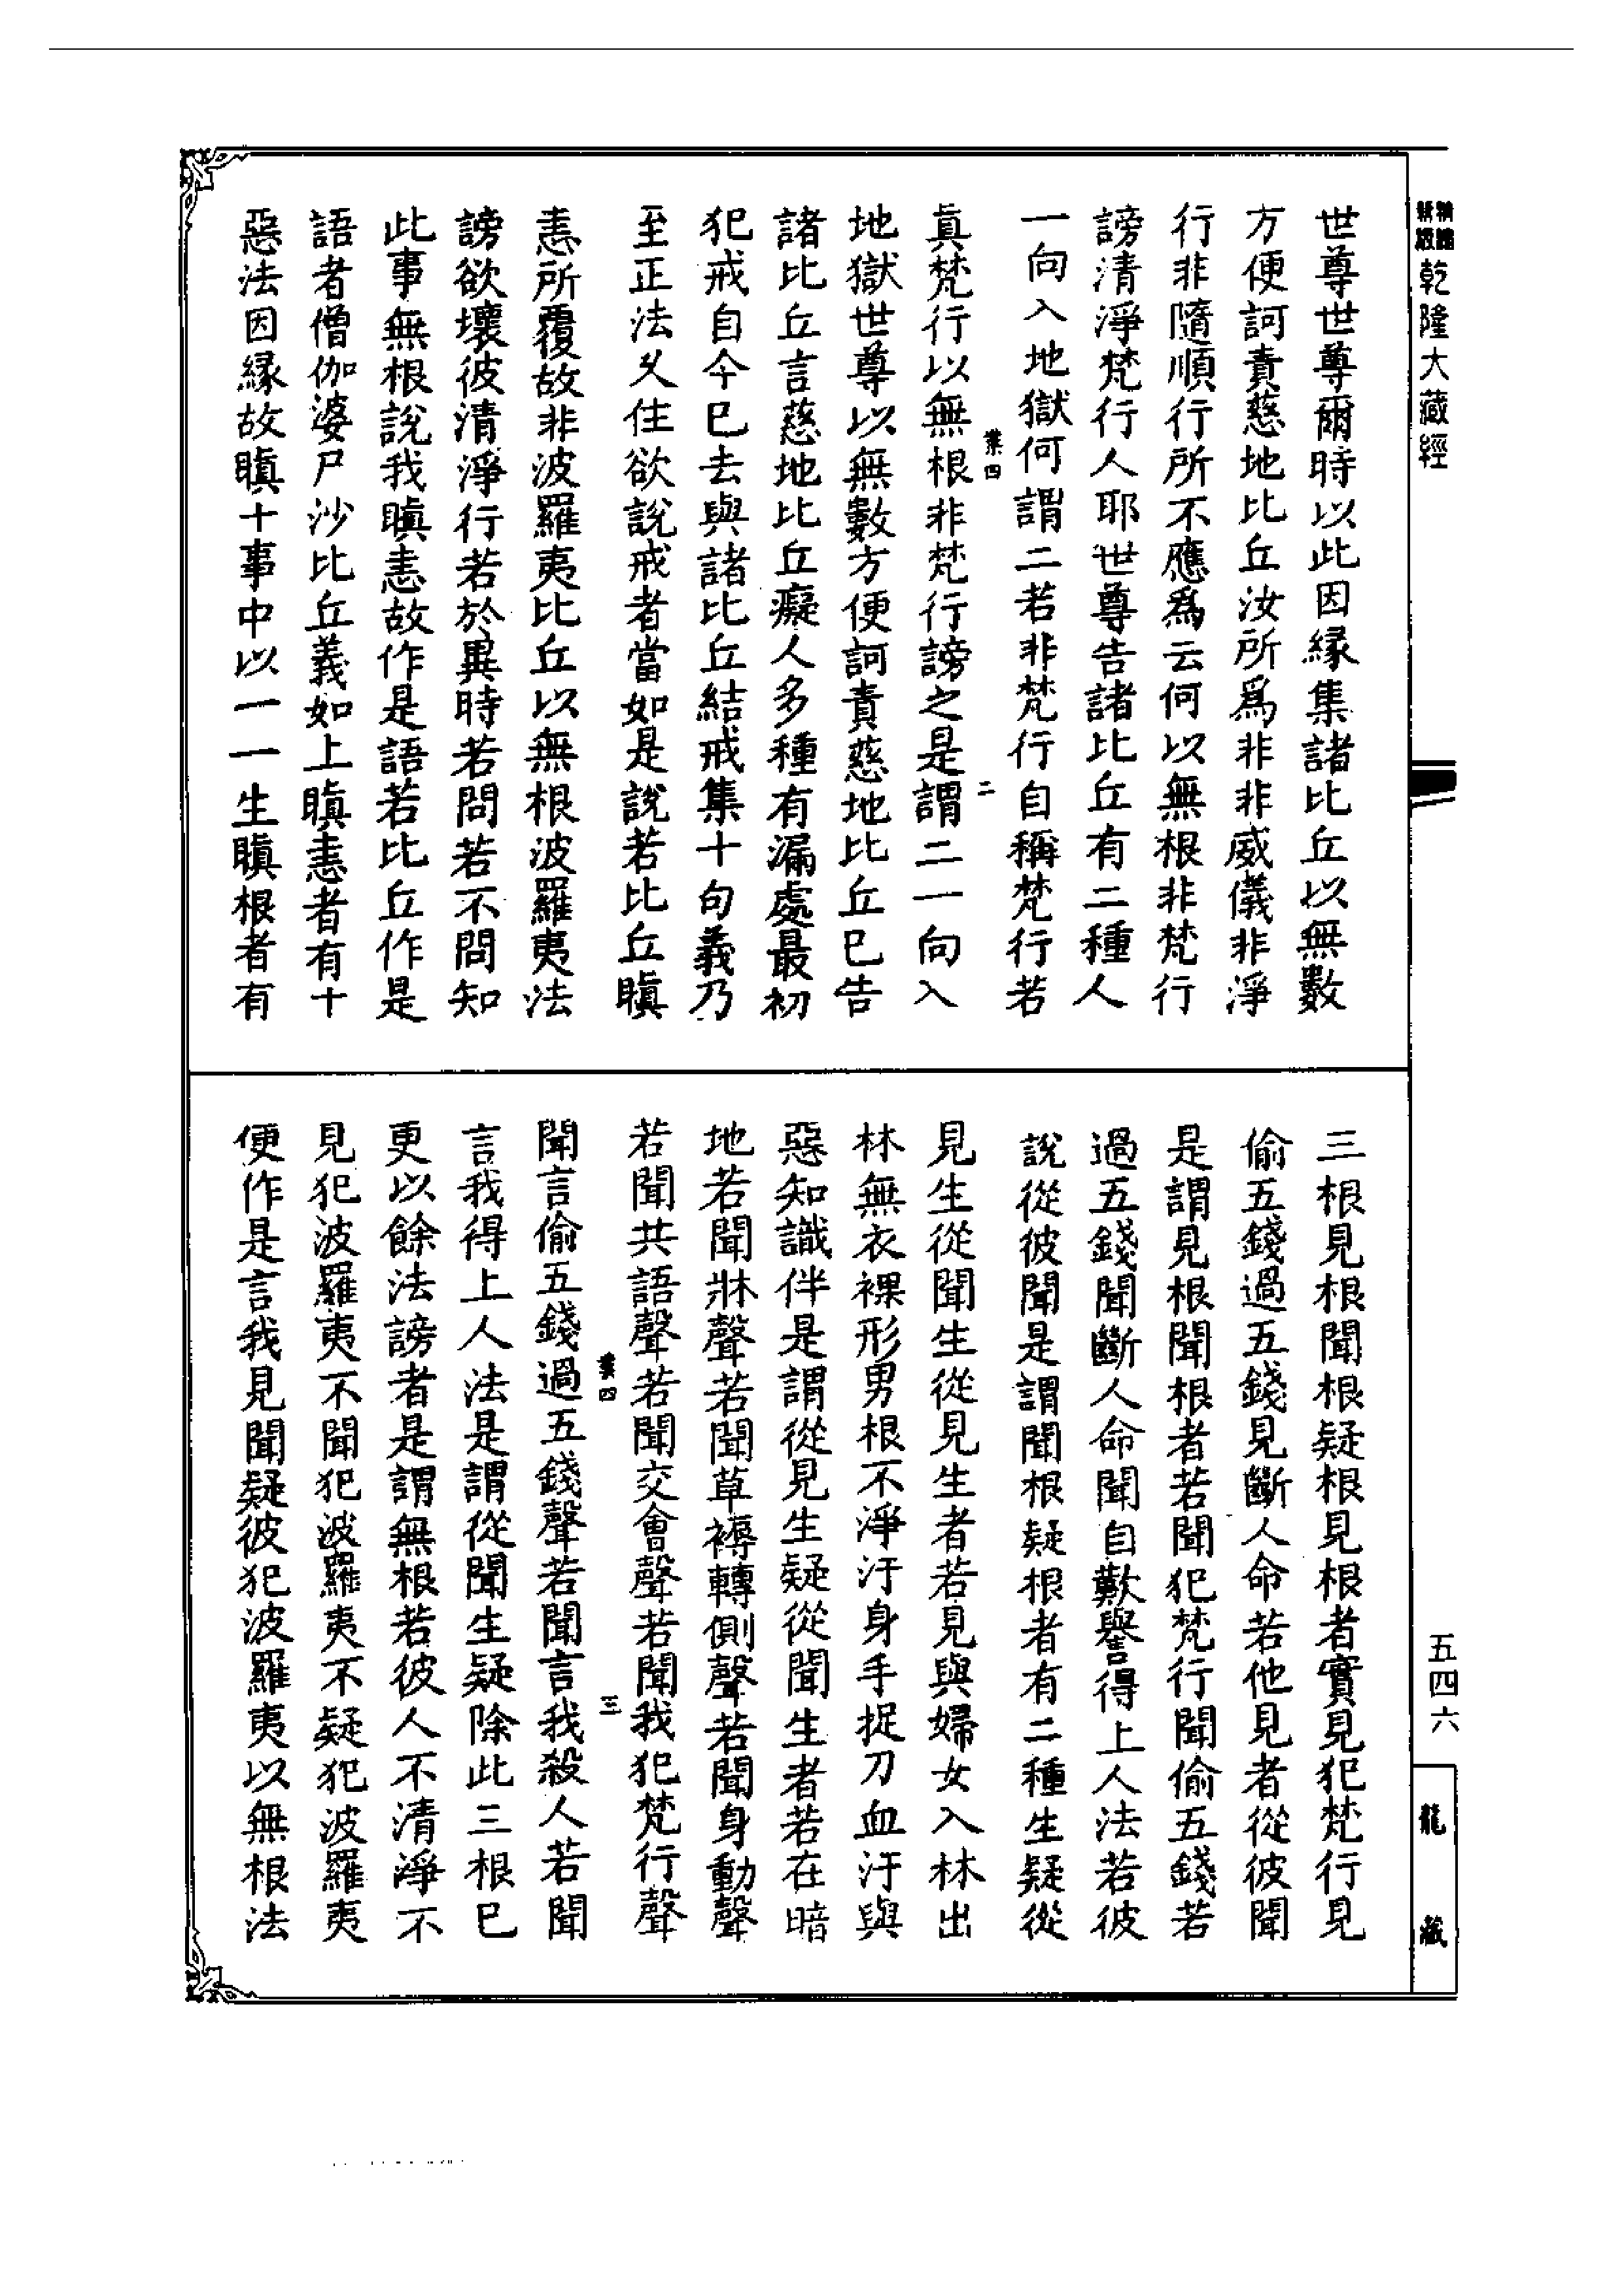 乾隆大藏經
世尊世尊爾時以此因緣集諸比丘以無數
方便訶責慈地比丘汝所爲非非威儀非淨
行非隨順行所不應爲云何以無根非梵行
謗清淨梵行人耶世尊告諸比丘有二種人
一向入地獄何謂二若非梵行自稱梵行若
業四
二
眞梵行以無根非梵行謗之是謂二一向入
地獄世尊以無數方便訶責慈地比丘已告
諸比丘言慈地比丘癡人多種有漏處最初
犯戒自今已去與諸比丘結戒集十句義乃
至正法久住欲說戒者當如是說若比丘瞋
恚所覆故非波羅夷比丘以無根波羅夷法
謗欲壞彼清淨行若於異時若問若不問知
此事無根說我瞋恚故作是語若比丘作是
語者僧伽婆尸沙比丘義如上瞋恚者有十
惡法因緣故瞋十事中以一一生瞋根者有
三根見根聞根疑根見根者實見犯梵行見
偷五錢過五錢見斷人命若他見者從彼聞
是謂見根聞根者若聞犯梵行聞偷五錢若
過五錢聞斷人命聞自歎譽得上人法若彼
說從彼聞是謂聞根疑根者有二種生疑從
見生從聞生從見生者若見與婦女入林出
林無衣裸形男根不淨汙身手捉刀血汙與
惡知識伴是謂從見生疑從聞生者若在暗
地若聞牀聲若聞草褥轉側聲若聞身動聲
若聞共語聲若聞交會聲若聞我犯梵行聲
業四
三
聞言偷五錢過五錢聲若聞言我殺人若聞
言我得上人法是謂從聞生疑除此三根已
更以餘法謗者是謂無根若彼人不清淨不
見犯波羅夷不聞犯波羅夷不疑犯波羅夷
便作是言我見聞疑彼犯波羅夷以無根法
五四六
龍藏